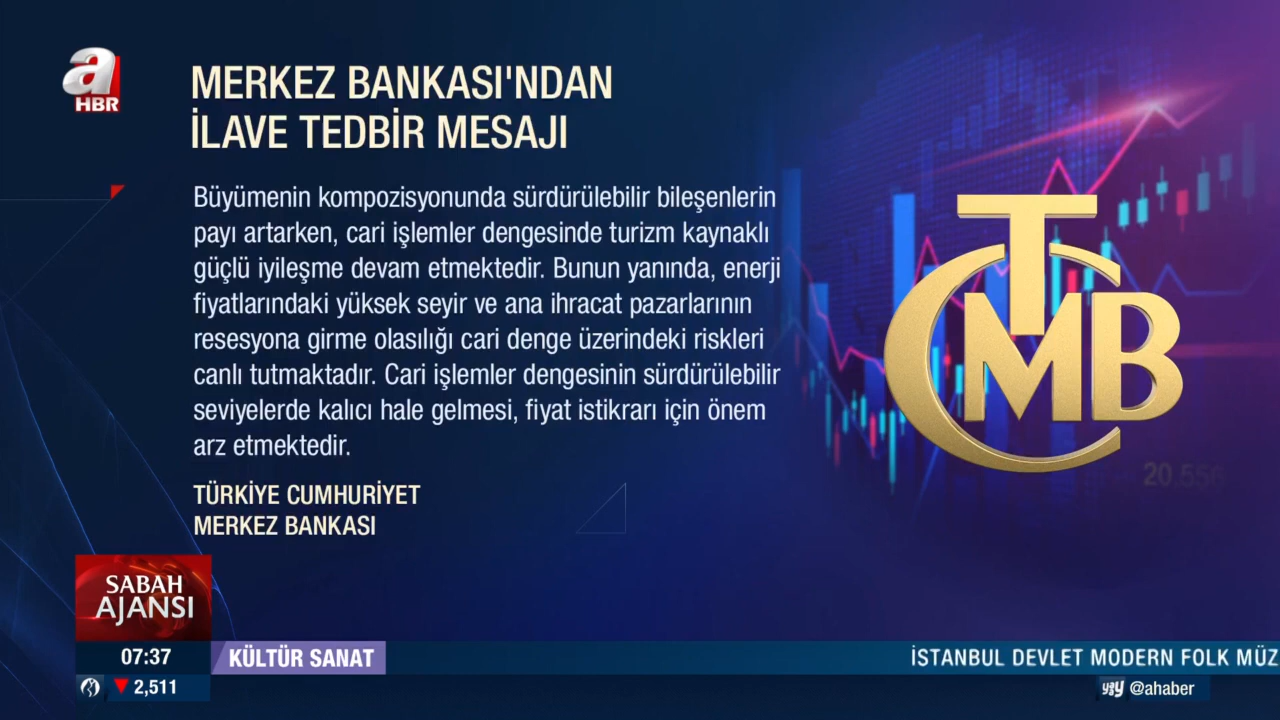 a
HBR
MERKEZ BANKASI'NDAN
İLAVE TEDBİR MESAJI
Büyümenin kompozisyonunda sürdürülebilir bileşenlerin
payı artarken, cari işlemler dengesinde turizm kaynaklı
güçlü iyileşme devam etmektedir. Bunun yanında, enerji
fiyatlarındaki yüksek seyir ve ana ihracat pazarlarının
resesyona girme olasılığı cari denge üzerindeki riskleri
canlı tutmaktadır. Cari işlemler dengesinin sürdürülebilir
seviyelerde kalıcı hale gelmesi, fiyat istikrarı için önem
arz etmektedir.
TÜRKİYE CUMHURİYET
MERKEZ BANKASI
TCMB
20.556
SABAH
AJANSI
07:37
KÜLTÜR SANAT
İSTANBUL DEVLET MODERN FOLK MÜZ
2,511
@ahaber